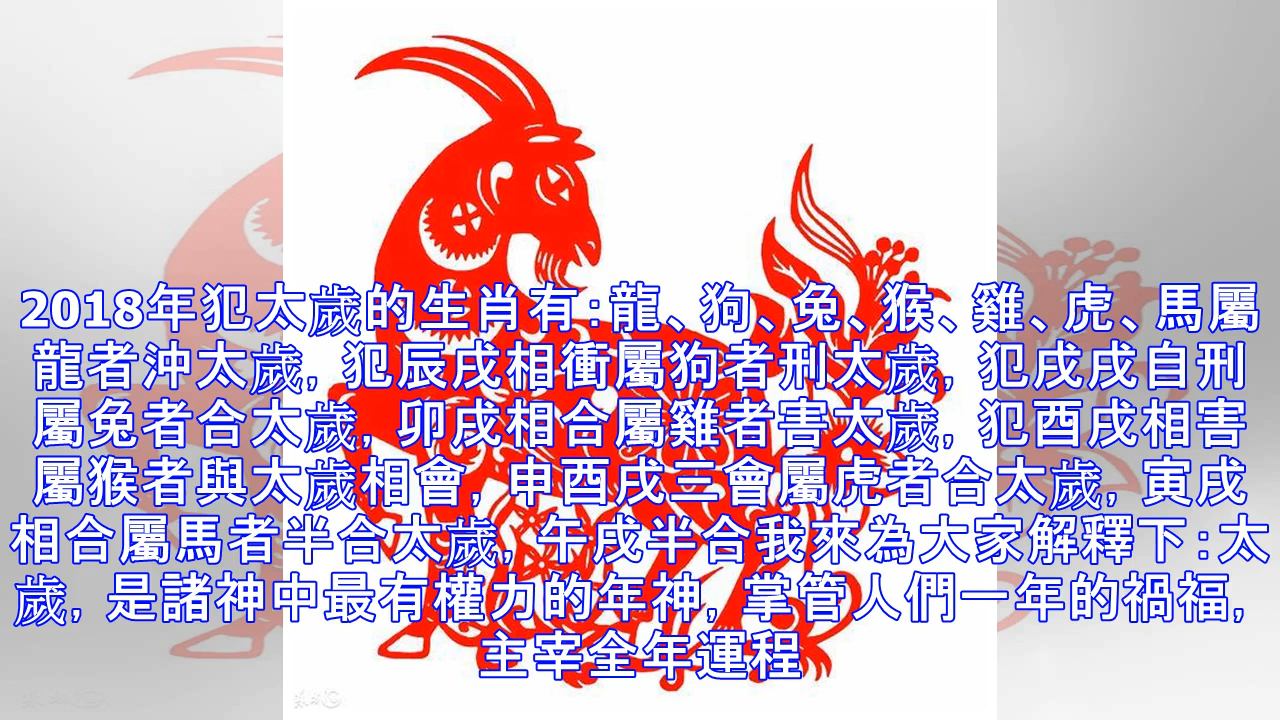 2018年犯太歲的生肖有:龍、狗、兔、猴、雞、虎、馬屬
龍者沖太歲, 犯辰戌相衝屬狗者刑太歲, 犯戌戌自刑
屬兔者合太歲, 卯戌相合屬雞者害太歲, 犯酉戌相害
屬猴者與太歲相會, 申酉戌三會屬虎者合太歲, 寅戌
相合屬馬者半合太歲, 午戌半合我來為大家解釋下:太
歲, 是諸神中最有權力的年神, 掌管人們一年的禍福,
主宰全年運程